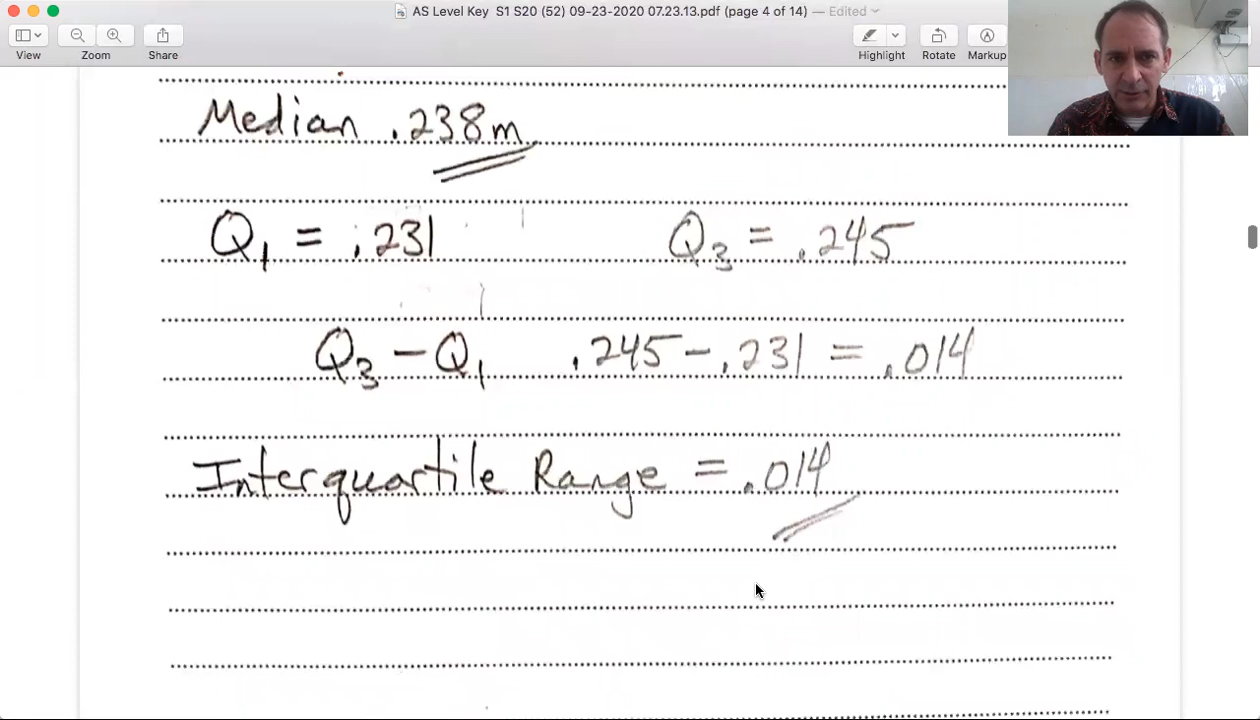 AS Level Key S1 S20 (52) 09-23-2020 07.23.13.pdf (page 4 of 14) — Edited
View Zoom Share Highlight Rotate Markup
Median .238m
Q₁ = .231 Q₃ = .245
Q₃ – Q₁ .245 – .231 = .014
Interquartile Range = .014